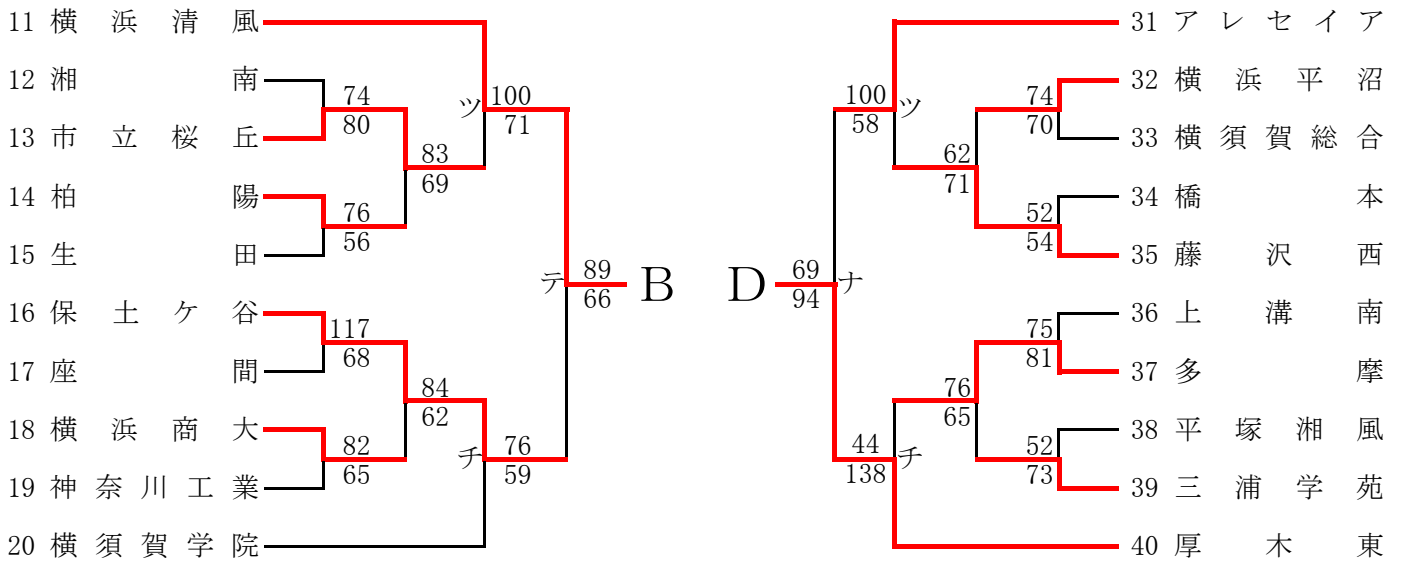 11 横浜清風
12 湘南
13 市立桜丘
14 柏陽
15 生田
16 保土ケ谷
17 座間
18 横浜商大
19 神奈川工業
20 横須賀学院
74
80
76
56
117
68
82
65
83
69
84
62
ツ
100
71
チ
76
59
テ
89
66
B
D
69
94
ナ
100
58
ツ
44
138
チ
62
71
76
65
74
70
52
54
75
81
52
73
31 アレセイア
32 横浜平沼
33 横須賀総合
34 橋本
35 藤沢西
36 上溝南
37 多摩
38 平塚湘風
39 三浦学苑
40 厚木東